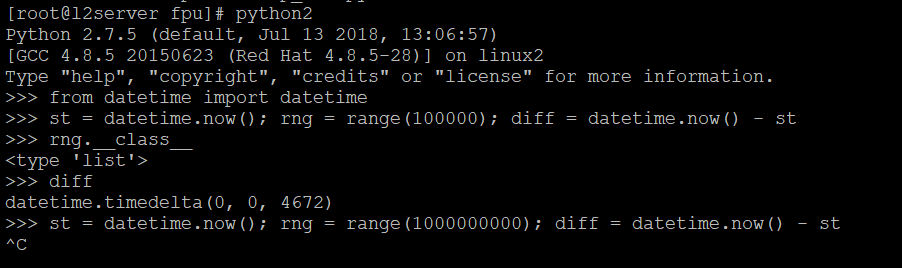 [root@l2server fpu]# python2
Python 2.7.5 (default, Jul 13 2018, 13:06:57)
[GCC 4.8.5 20150623 (Red Hat 4.8.5-28)] on linux2
Type "help", "copyright", "credits" or "license" for more information.
>>> from datetime import datetime
>>> st = datetime.now(); rng = range(100000); diff = datetime.now() - st
>>> rng.__class__
<type 'list'>
>>> diff
datetime.timedelta(0, 0, 4672)
>>> st = datetime.now(); rng = range(1000000000); diff = datetime.now() - st
^C